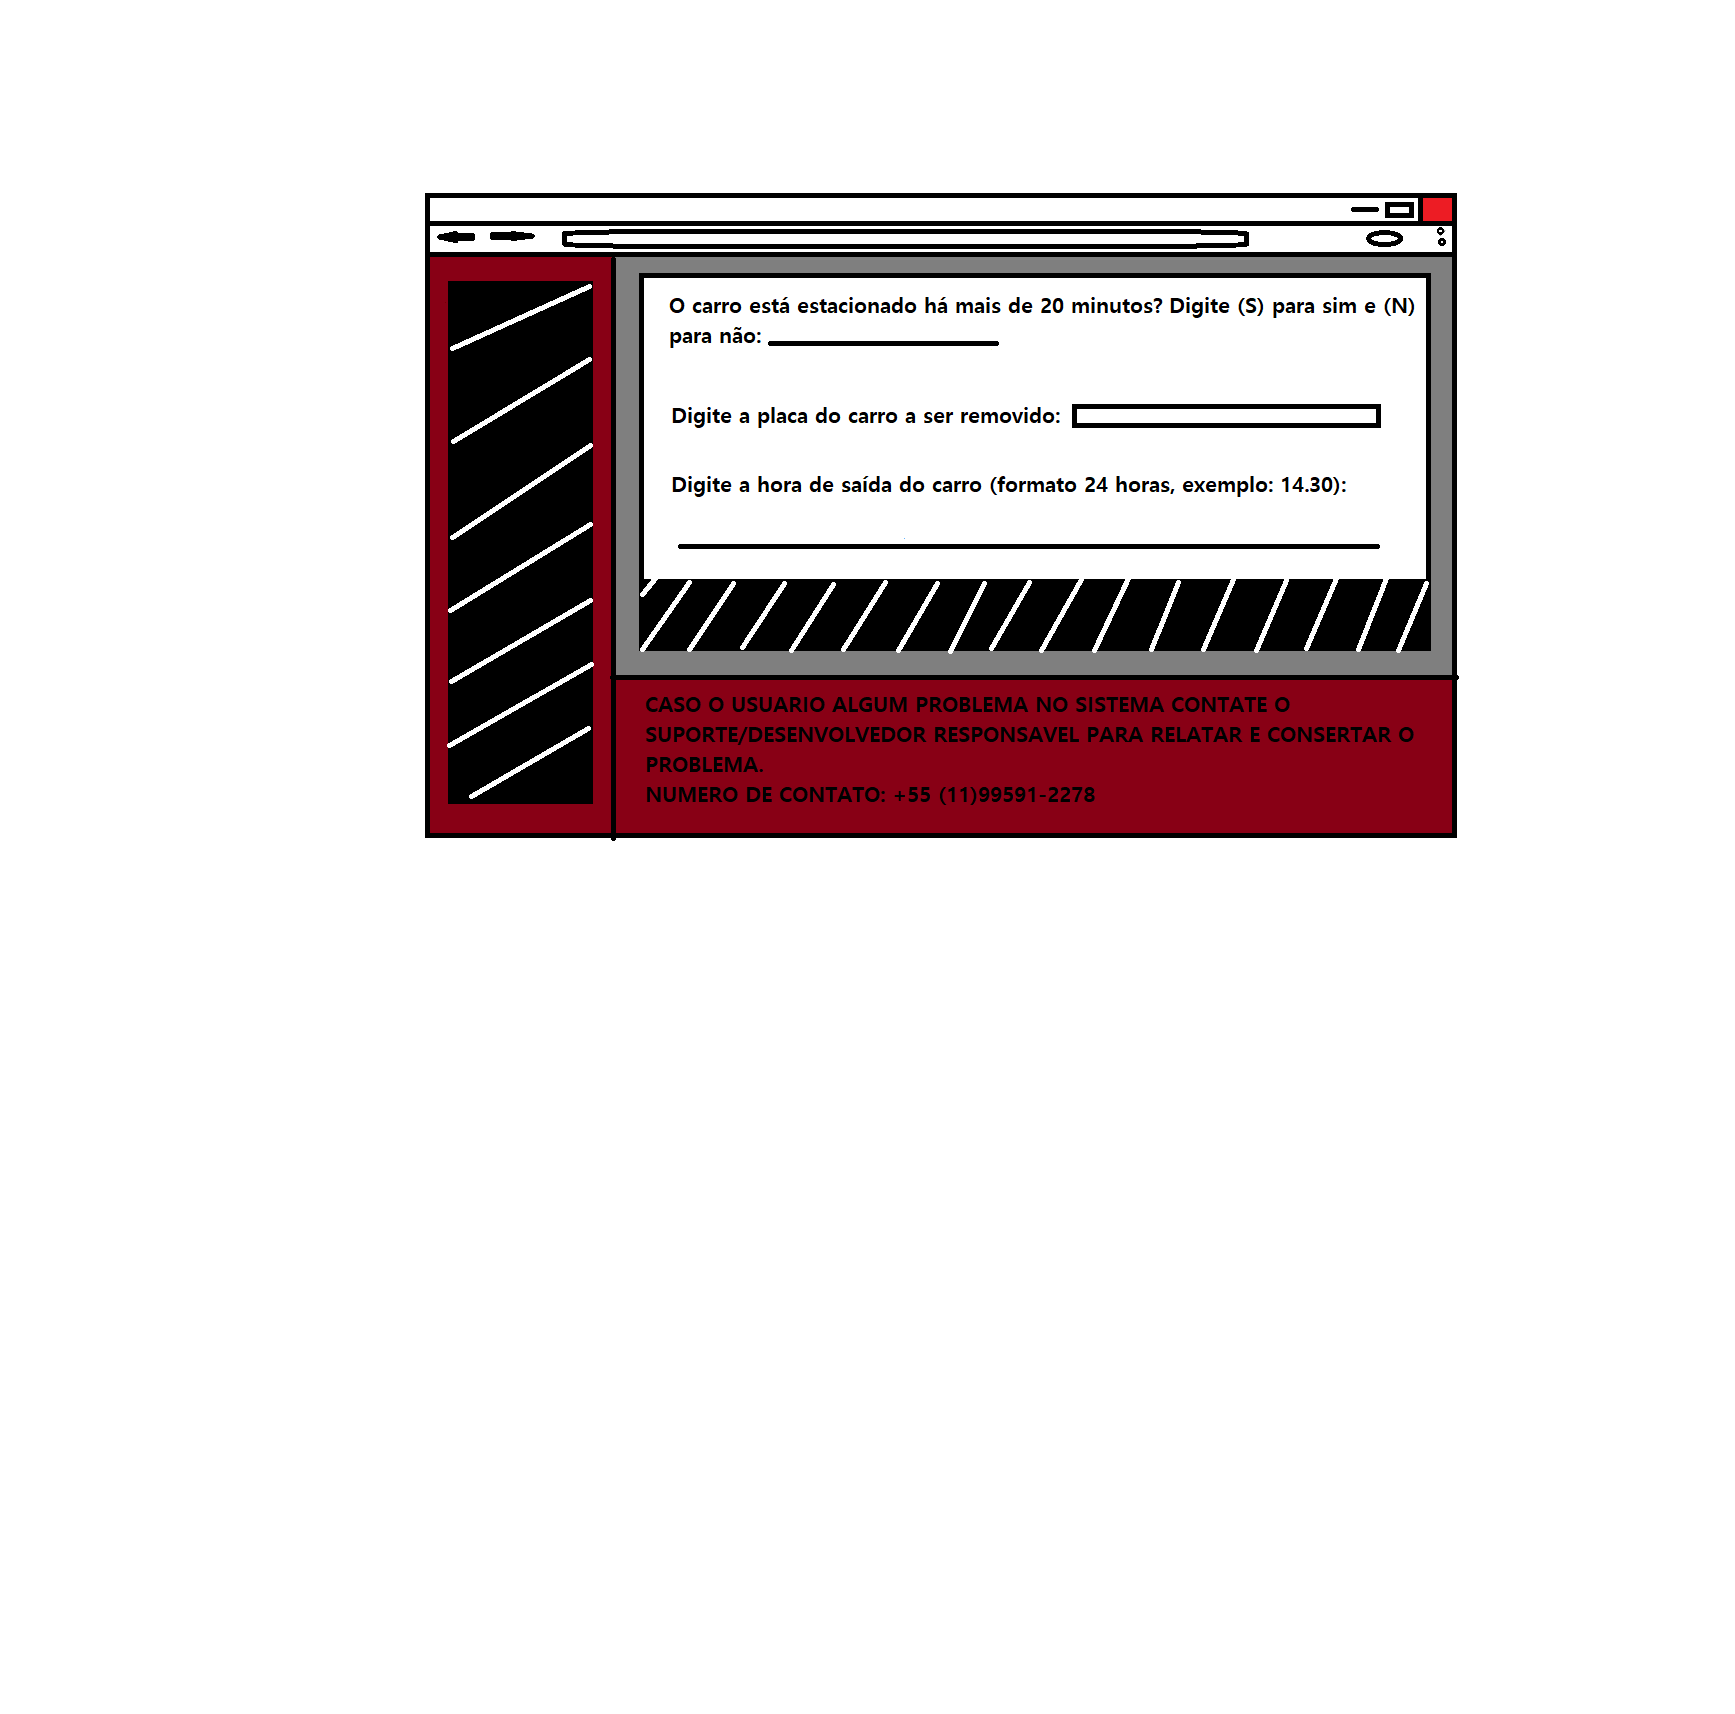 O carro está estacionado há mais de 20 minutos? Digite (S) para sim e (N)
para não:
Digite a placa do carro a ser removido:
Digite a hora de saída do carro (formato 24 horas, exemplo: 14.30):
CASO O USUARIO ALGUM PROBLEMA NO SISTEMA CONTATE O
SUPORTE/DESENVOLVEDOR RESPONSAVEL PARA RELATAR E CONSERTAR O
PROBLEMA.
NUMERO DE CONTATO: +55 (11)99591-2278